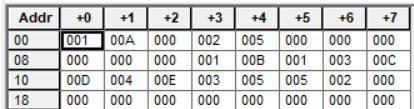 Addr +0 +1 +2 +3 +4 +5 +6 +7
00 001 00A 000 002 005 000 000 000
08 000 000 000 001 00B 001 003 00C
10 00D 004 00E 003 005 005 002 000
18 000 000 000 000 000 000 000 000